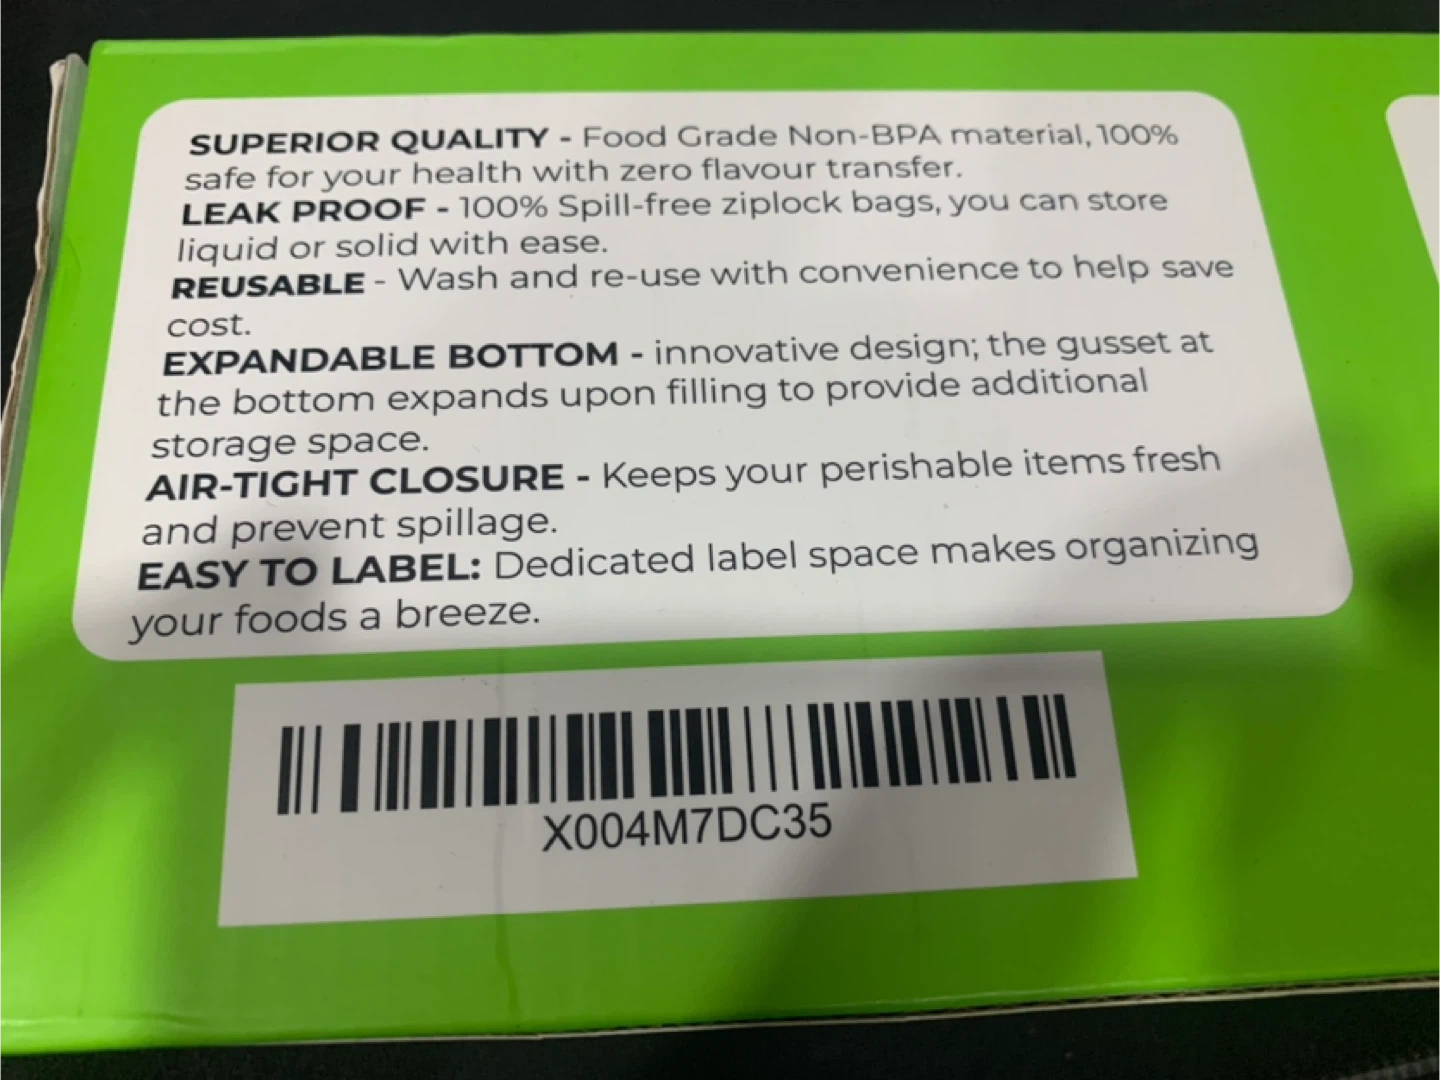 SUPERIOR QUALITY - Food Grade Non-BPA material, 100%
safe for your health with zero flavour transfer.
LEAK PROOF - 100% Spill-free ziplock bags, you can store
liquid or solid with ease.
REUSABLE - Wash and re-use with convenience to help save
cost.
EXPANDABLE BOTTOM - innovative design; the gusset at
the bottom expands upon filling to provide additional
storage space.
AIR-TIGHT CLOSURE - Keeps your perishable items fresh
and prevent spillage.
EASY TO LABEL: Dedicated label space makes organizing
your foods a breeze.
X004M7DC35